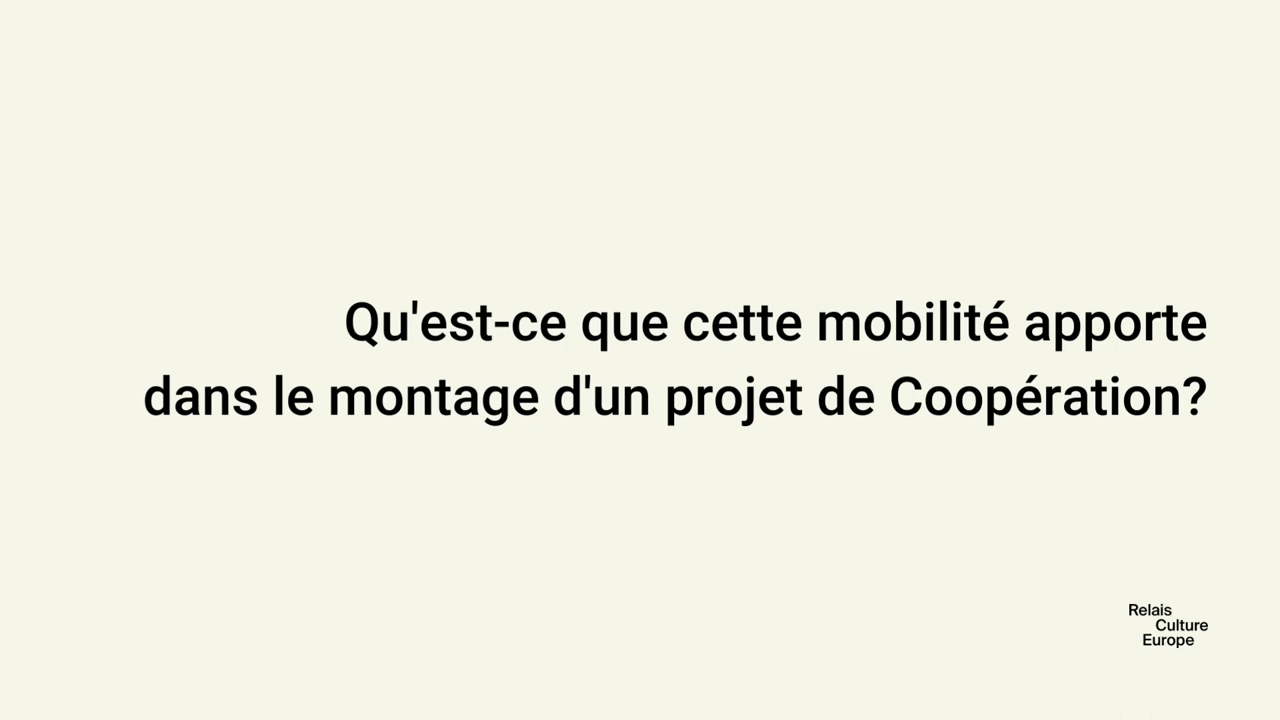 Qu'est-ce que cette mobilité apporte
dans le montage d'un projet de Coopération?
Relais
Culture
Europe